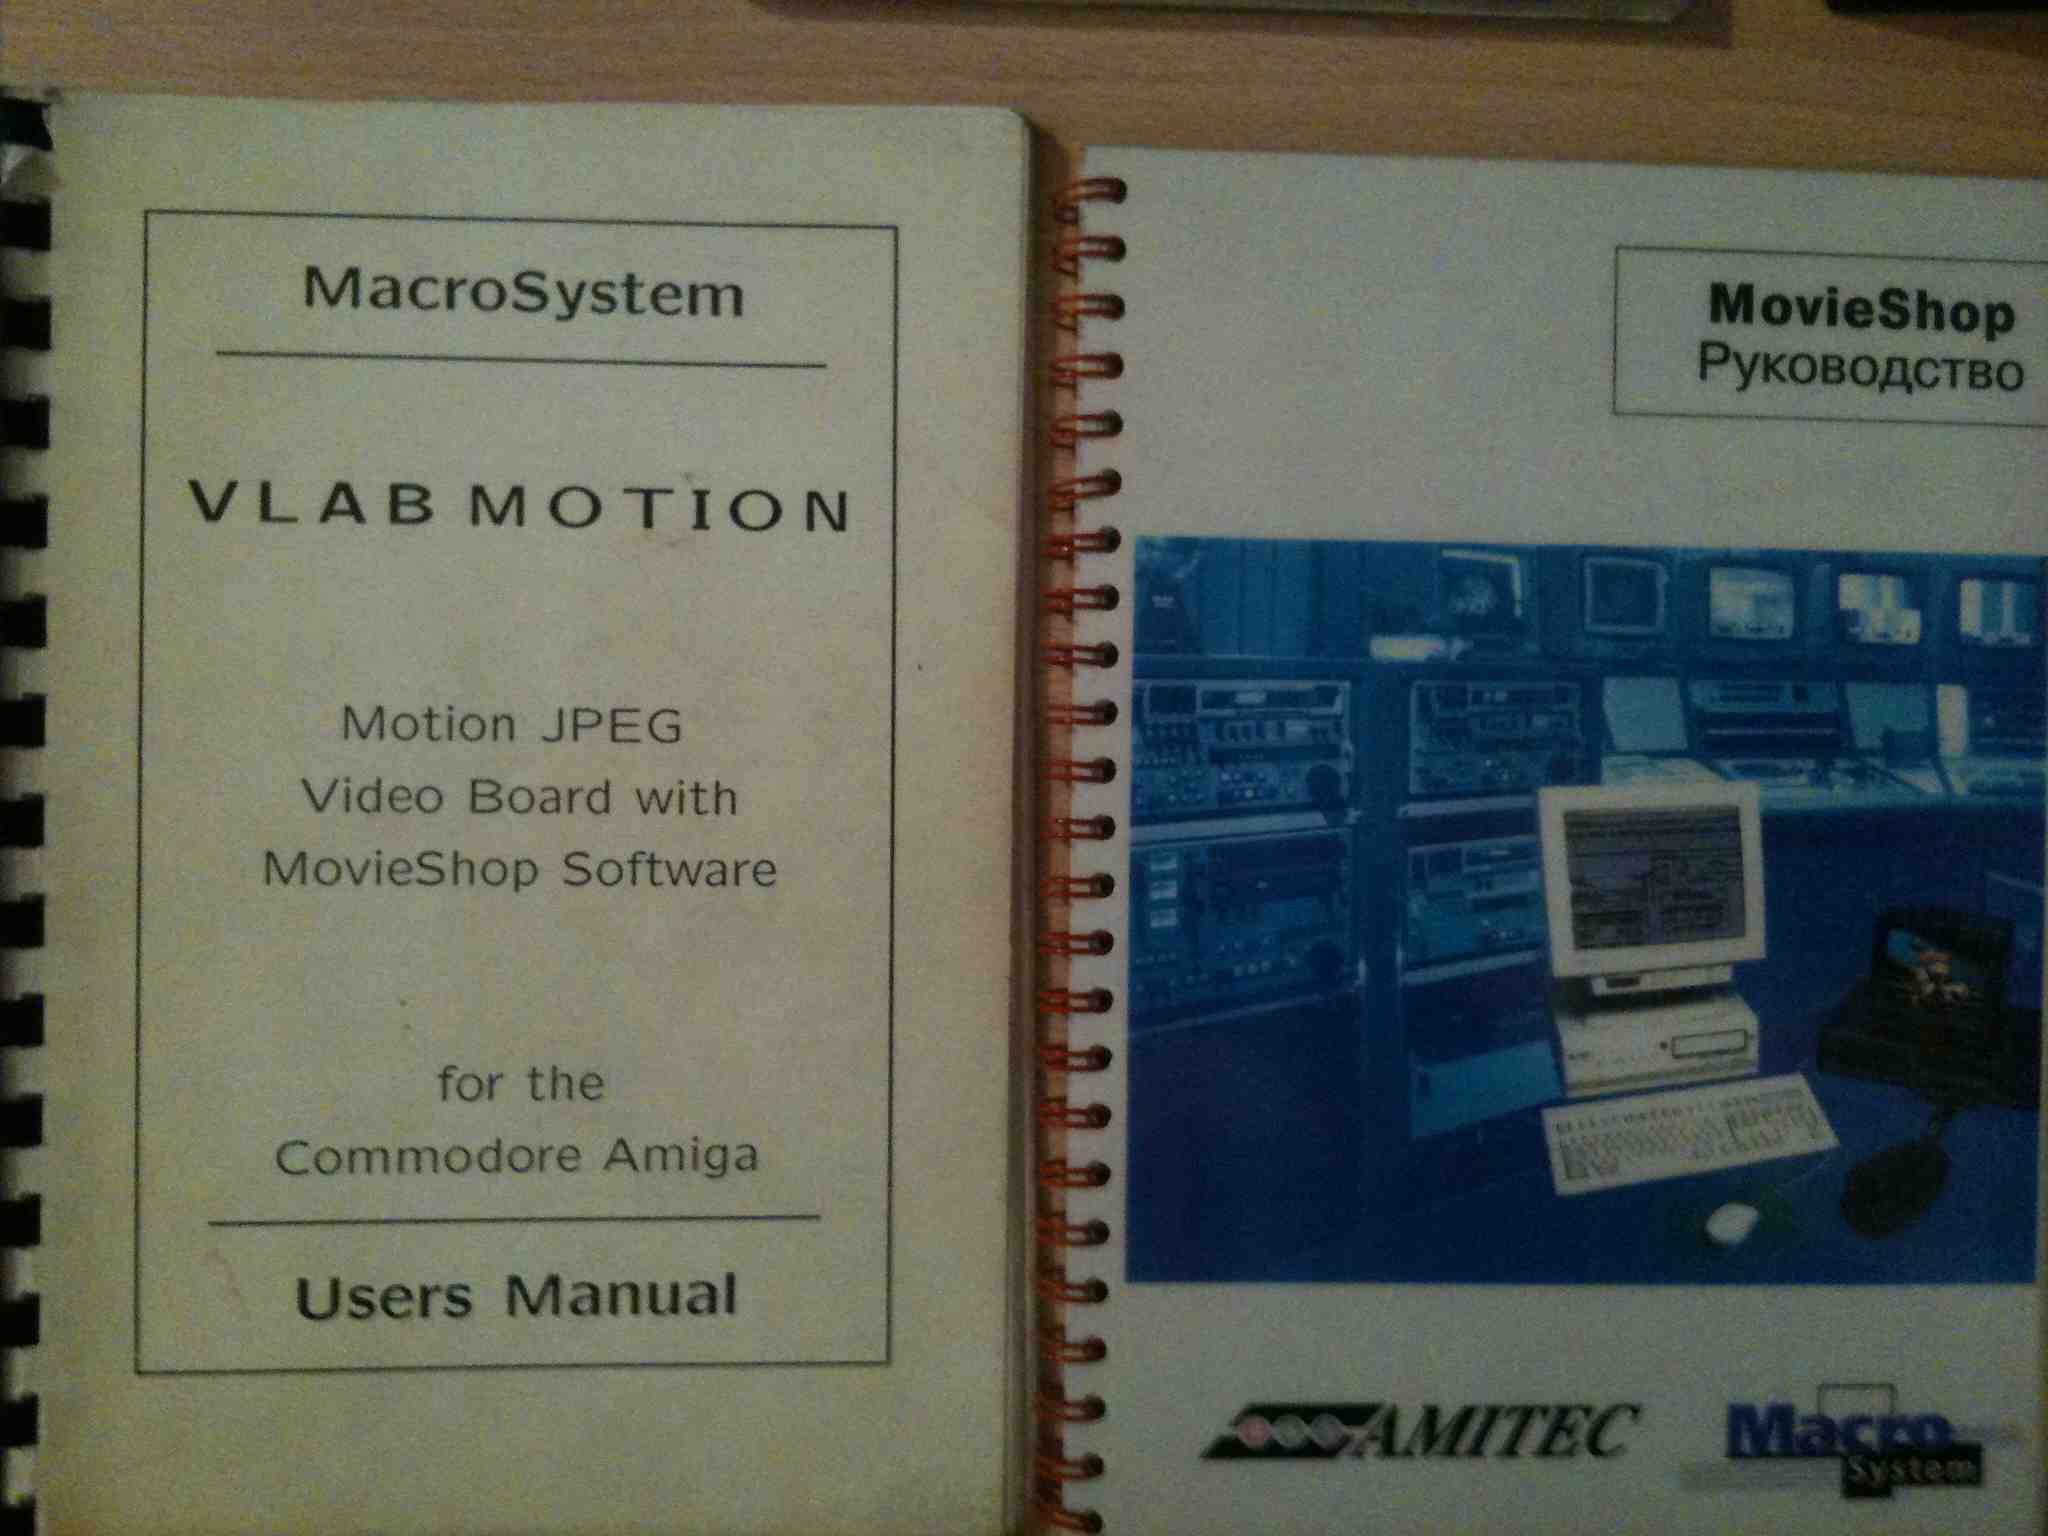 MacroSystem
VLAB MOTION
Motion JPEG
Video Board with
MovieShop Software
for the
Commodore Amiga
Users Manual
MovieShop
Руководство
AMITEC
Macro
System